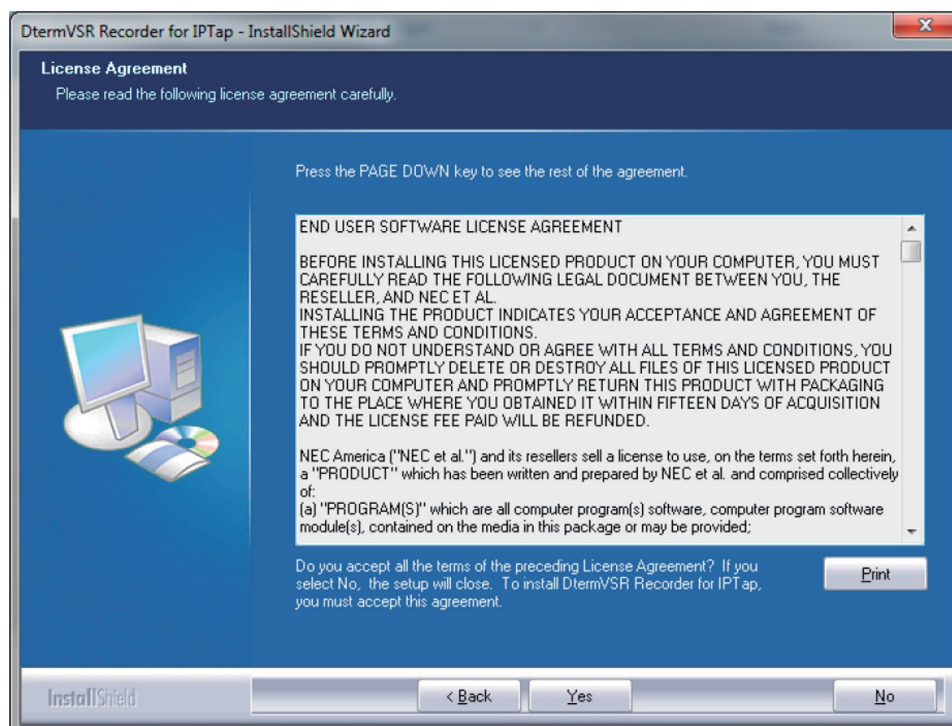 DtermVSR Recorder for IPTap - InstallShield Wizard
License Agreement
Please read the following license agreement carefully.
Press the PAGE DOWN key to see the rest of the agreement.
END USER SOFTWARE LICENSE AGREEMENT
BEFORE INSTALLING THIS LICENSED PRODUCT ON YOUR COMPUTER, YOU MUST
CAREFULLY READ THE FOLLOWING LEGAL DOCUMENT BETWEEN YOU, THE
RESELLER, AND NEC ET AL.
INSTALLING THE PRODUCT INDICATES YOUR ACCEPTANCE AND AGREEMENT OF
THESE TERMS AND CONDITIONS.
IF YOU DO NOT UNDERSTAND OR AGREE WITH ALL TERMS AND CONDITIONS, YOU
SHOULD PROMPTLY DELETE OR DESTROY ALL FILES OF THIS LICENSED PRODUCT
ON YOUR COMPUTER AND PROMPTLY RETURN THIS PRODUCT WITH PACKAGING
TO THE PLACE WHERE YOU OBTAINED IT WITHIN FIFTEEN DAYS OF ACQUISITION
AND THE LICENSE FEE PAID WILL BE REFUNDED.
NEC America ("NEC et al.") and its resellers sell a license to use, on the terms set forth herein,
a "PRODUCT" which has been written and prepared by NEC et al. and comprised collectively
of:
(a) "PROGRAM(S)" which are all computer program(s) software, computer program software
module(s), contained on the media in this package or may be provided;
Do you accept all the terms of the preceding License Agreement? If you
select No, the setup will close. To install DtermVSR Recorder for IPTap,
you must accept this agreement.
Print
InstallShield
< Back
Yes
No